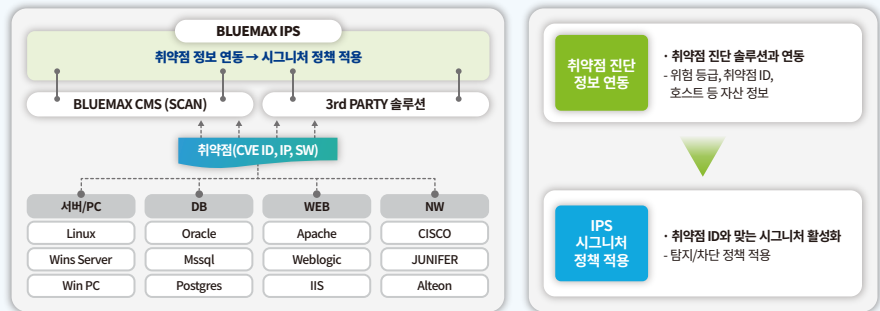 BLUEMAX IPS
취약점 정보 연동 → 시그니처 정책 적용
BLUEMAX CMS (SCAN)
3rd PARTY 솔루션
취약점(CVE ID, IP, SW)
서버/PC
DB
WEB
NW
Linux
Oracle
Apache
CISCO
Wins Server
Mssql
Weblogic
JUNIFER
Win PC
Postgres
IIS
Alteon
취약점 진단
정보 연동
· 취약점 진단 솔루션과 연동
- 위험 등급, 취약점 ID,
호스트 등 자산 정보
IPS
시그니처
정책 적용
· 취약점 ID와 맞는 시그니처 활성화
- 탐지/차단 정책 적용